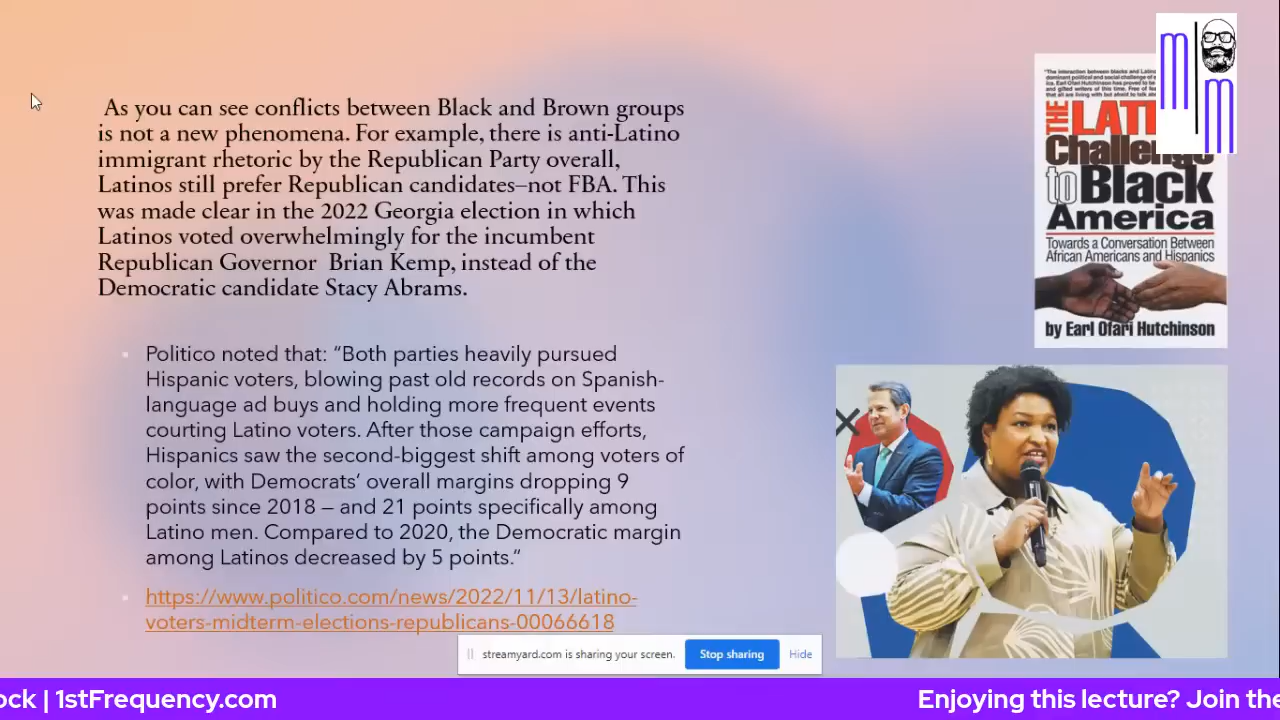 As you can see conflicts between Black and Brown groups
is not a new phenomena. For example, there is anti-Latino
immigrant rhetoric by the Republican Party overall,
Latinos still prefer Republican candidates–not FBA. This
was made clear in the 2022 Georgia election in which
Latinos voted overwhelmingly for the incumbent
Republican Governor  Brian Kemp, instead of the
Democratic candidate Stacy Abrams.
Politico noted that: “Both parties heavily pursued
Hispanic voters, blowing past old records on Spanish-
language ad buys and holding more frequent events
courting Latino voters. After those campaign efforts,
Hispanics saw the second-biggest shift among voters of
color, with Democrats’ overall margins dropping 9
points since 2018 — and 21 points specifically among
Latino men. Compared to 2020, the Democratic margin
among Latinos decreased by 5 points.“
https://www.politico.com/news/2022/11/13/latino-
voters-midterm-elections-republicans-00066618
m m
THE
Challenge
to Black
America
Towards a Conversation Between
African Americans and Hispanics
by Earl Ofari Hutchinson
streamyard.com is sharing your screen. Stop sharing Hide
ock | 1stFrequency.com
Enjoying this lecture? Join the